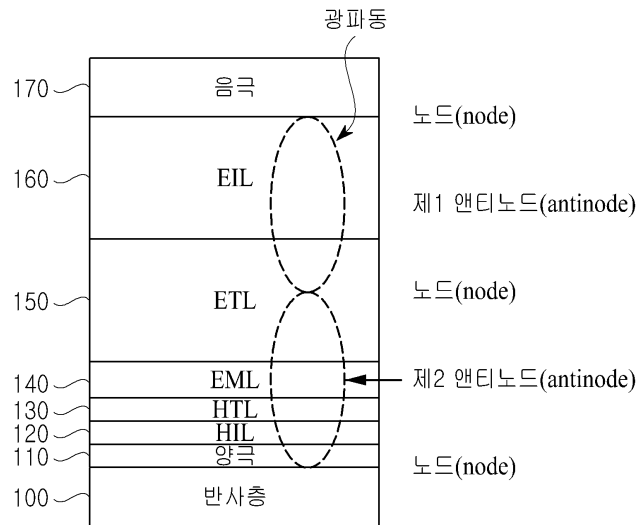 광파동
170
음극
노드(node)
160
EIL
제1 앤티노드(antinode)
150
ETL
노드(node)
140
EML
제2 앤티노드(antinode)
130
HTL
120
HIL
110
양극
노드(node)
100
반사층